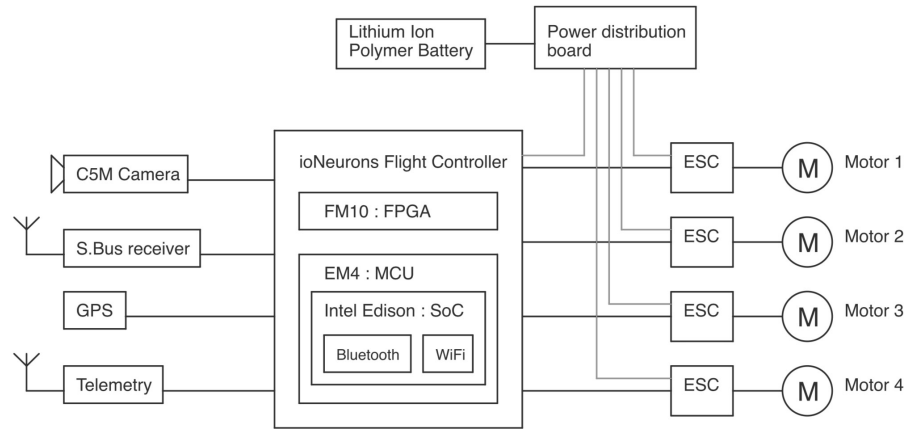 Lithium Ion
Polymer Battery
Power distribution
board
ioNeurons Flight Controller
C5M Camera
FM10 : FPGA
S.Bus receiver
EM4 : MCU
Intel Edison : SoC
GPS
Bluetooth
WiFi
Telemetry
ESC
M
Motor 1
ESC
M
Motor 2
ESC
M
Motor 3
ESC
M
Motor 4